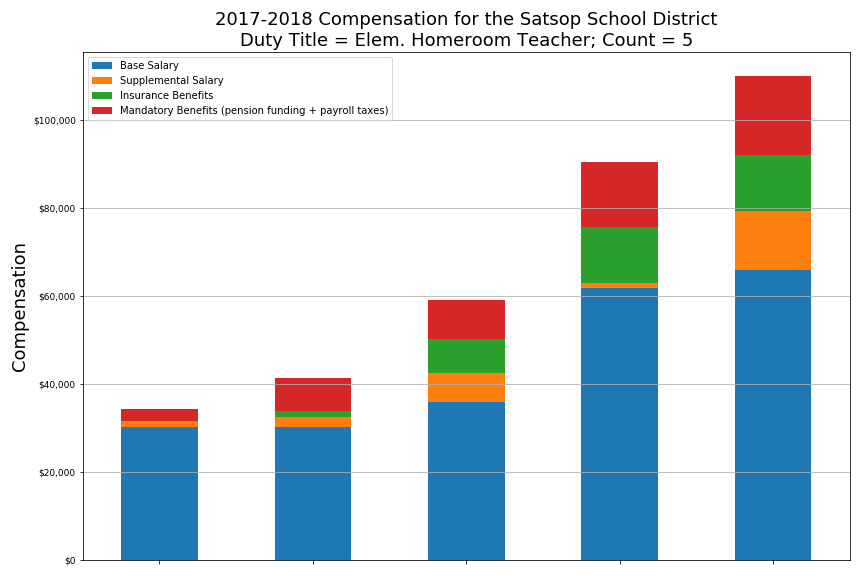 2017-2018 Compensation for the Satsop School District
Duty Title = Elem. Homeroom Teacher; Count = 5
Base Salary
Supplemental Salary
Insurance Benefits
Mandatory Benefits (pension funding + payroll taxes)
$100,000
$80,000
$60,000
$40,000
$20,000
$0
Compensation